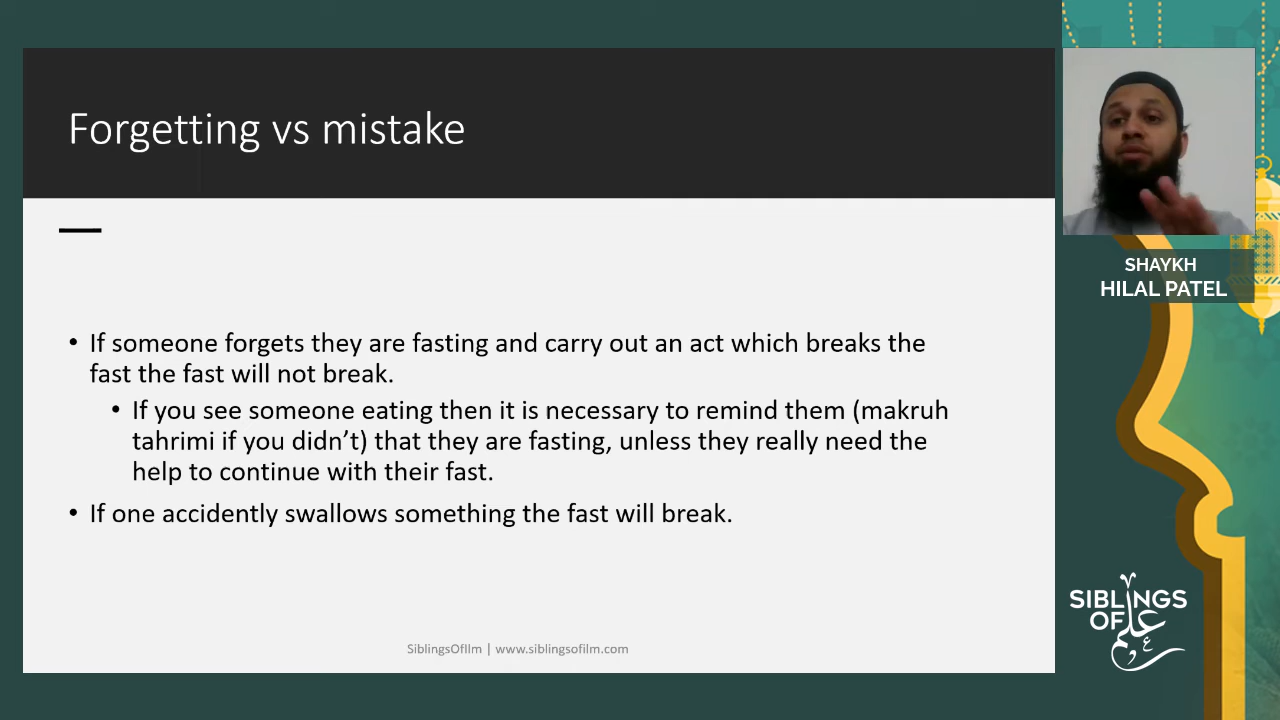 Forgetting vs mistake
• If someone forgets they are fasting and carry out an act which breaks the
fast the fast will not break.
• If you see someone eating then it is necessary to remind them (makruh
tahrimi if you didn’t) that they are fasting, unless they really need the
help to continue with their fast.
• If one accidently swallows something the fast will break.
SiblingsOfIlm | www.siblingsofilm.com
SHAYKH
HILAL PATEL
SIBLINGS
OF علم